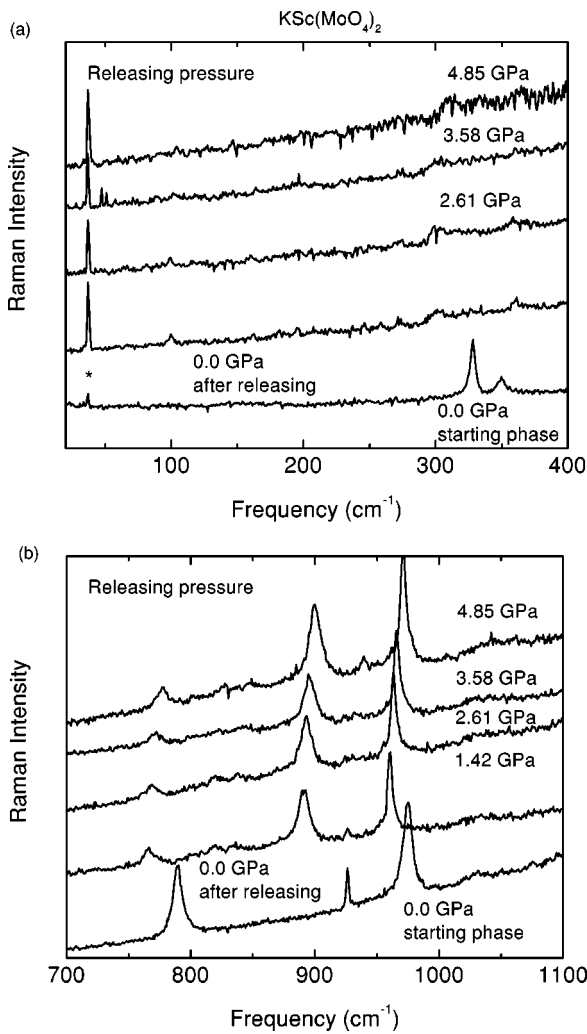 KSc(MoO₄)₂
(a)
Releasing pressure
4.85 GPa
3.58 GPa
2.61 GPa
0.0 GPa
after releasing
*
0.0 GPa
starting phase
Raman Intensity
100 200 300 400
Frequency (cm⁻¹)
(b)
Releasing pressure
4.85 GPa
3.58 GPa
2.61 GPa
1.42 GPa
0.0 GPa
after releasing
0.0 GPa
starting phase
Raman Intensity
700 800 900 1000 1100
Frequency (cm⁻¹)